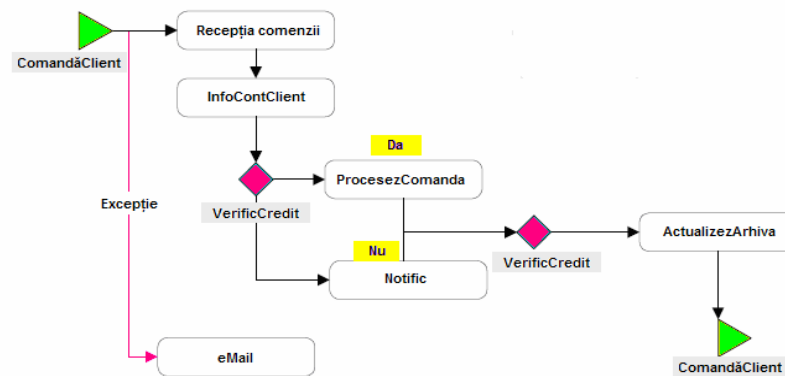 Recepția comenzii
ComandăClient
InfoContClient
Da
ProcesezComanda
Excepție
VerificCredit
ActualizezArhiva
Nu
VerificCredit
Notific
eMail
ComandăClient